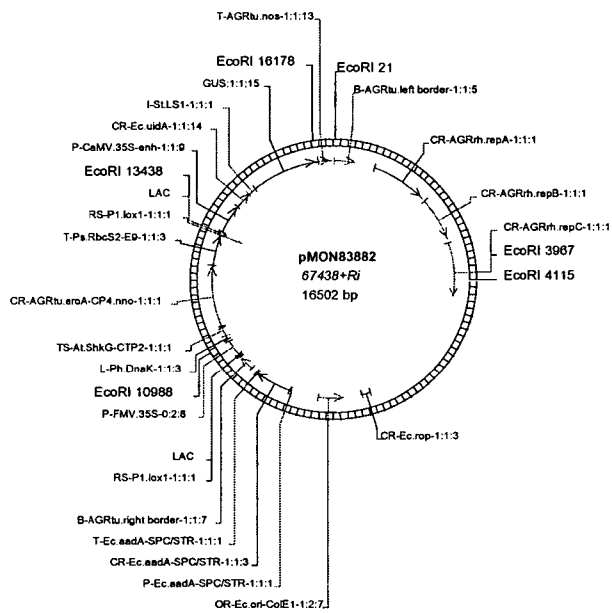 T-AGRtu.nos-1:1:13
EcoRI 16178
EcoRI 21
GUS:1:1:15
B-AGRtu.left border-1:1:5
I-St.LS1-1:1:1
CR-Ec.uidA-1:1:14
CR-AGRrh.repA-1:1:1
P-CaMV.35S-enh-1:1:9
EcoRI 13438
LAC
CR-AGRrh.repB-1:1:1
RS-P1.lox1-1:1:1
CR-AGRrh.repC-1:1:1
T-Ps.RbcS2-E9-1:1:3
EcoRI 3967
pMON83882
67438+Ri
EcoRI 4115
16502 bp
CR-AGRtu.aroA-CP4.nno-1:1:1
TS-At.ShkG-CTP2-1:1:1
L-Ph.DnaK-1:1:3
EcoRI 10988
P-FMV.35S-0:2:8
CR-Ec.rop-1:1:3
LAC
RS-P1.lox1-1:1:1
B-AGRtu.right border-1:1:7
T-Ec.aadA-SPC/STR-1:1:1
CR-Ec.aadA-SPC/STR-1:1:3
P-Ec.aadA-SPC/STR-1:1:1
OR-Ec.ori-ColE1-1:2:7